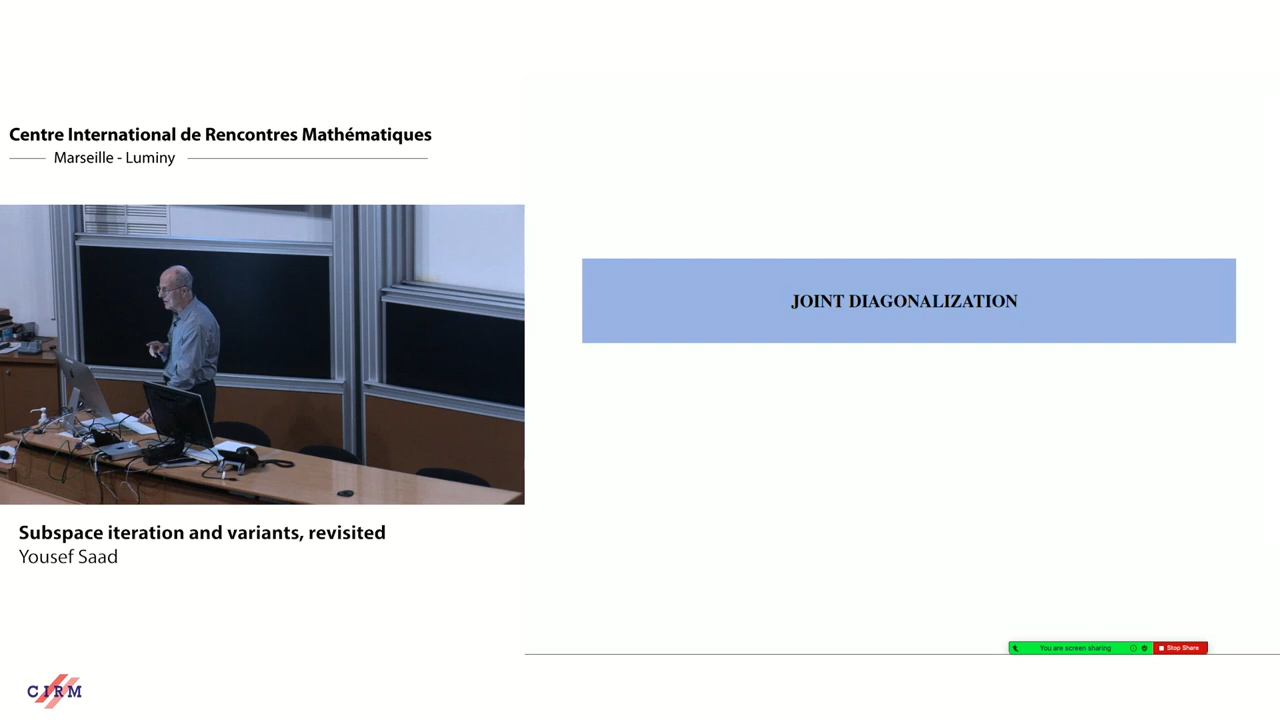 Centre International de Rencontres Mathématiques
Marseille - Luminy
JOINT DIAGONALIZATION
Subspace iteration and variants, revisited
Yousef Saad
You are screen sharing
Stop Share
CIRM